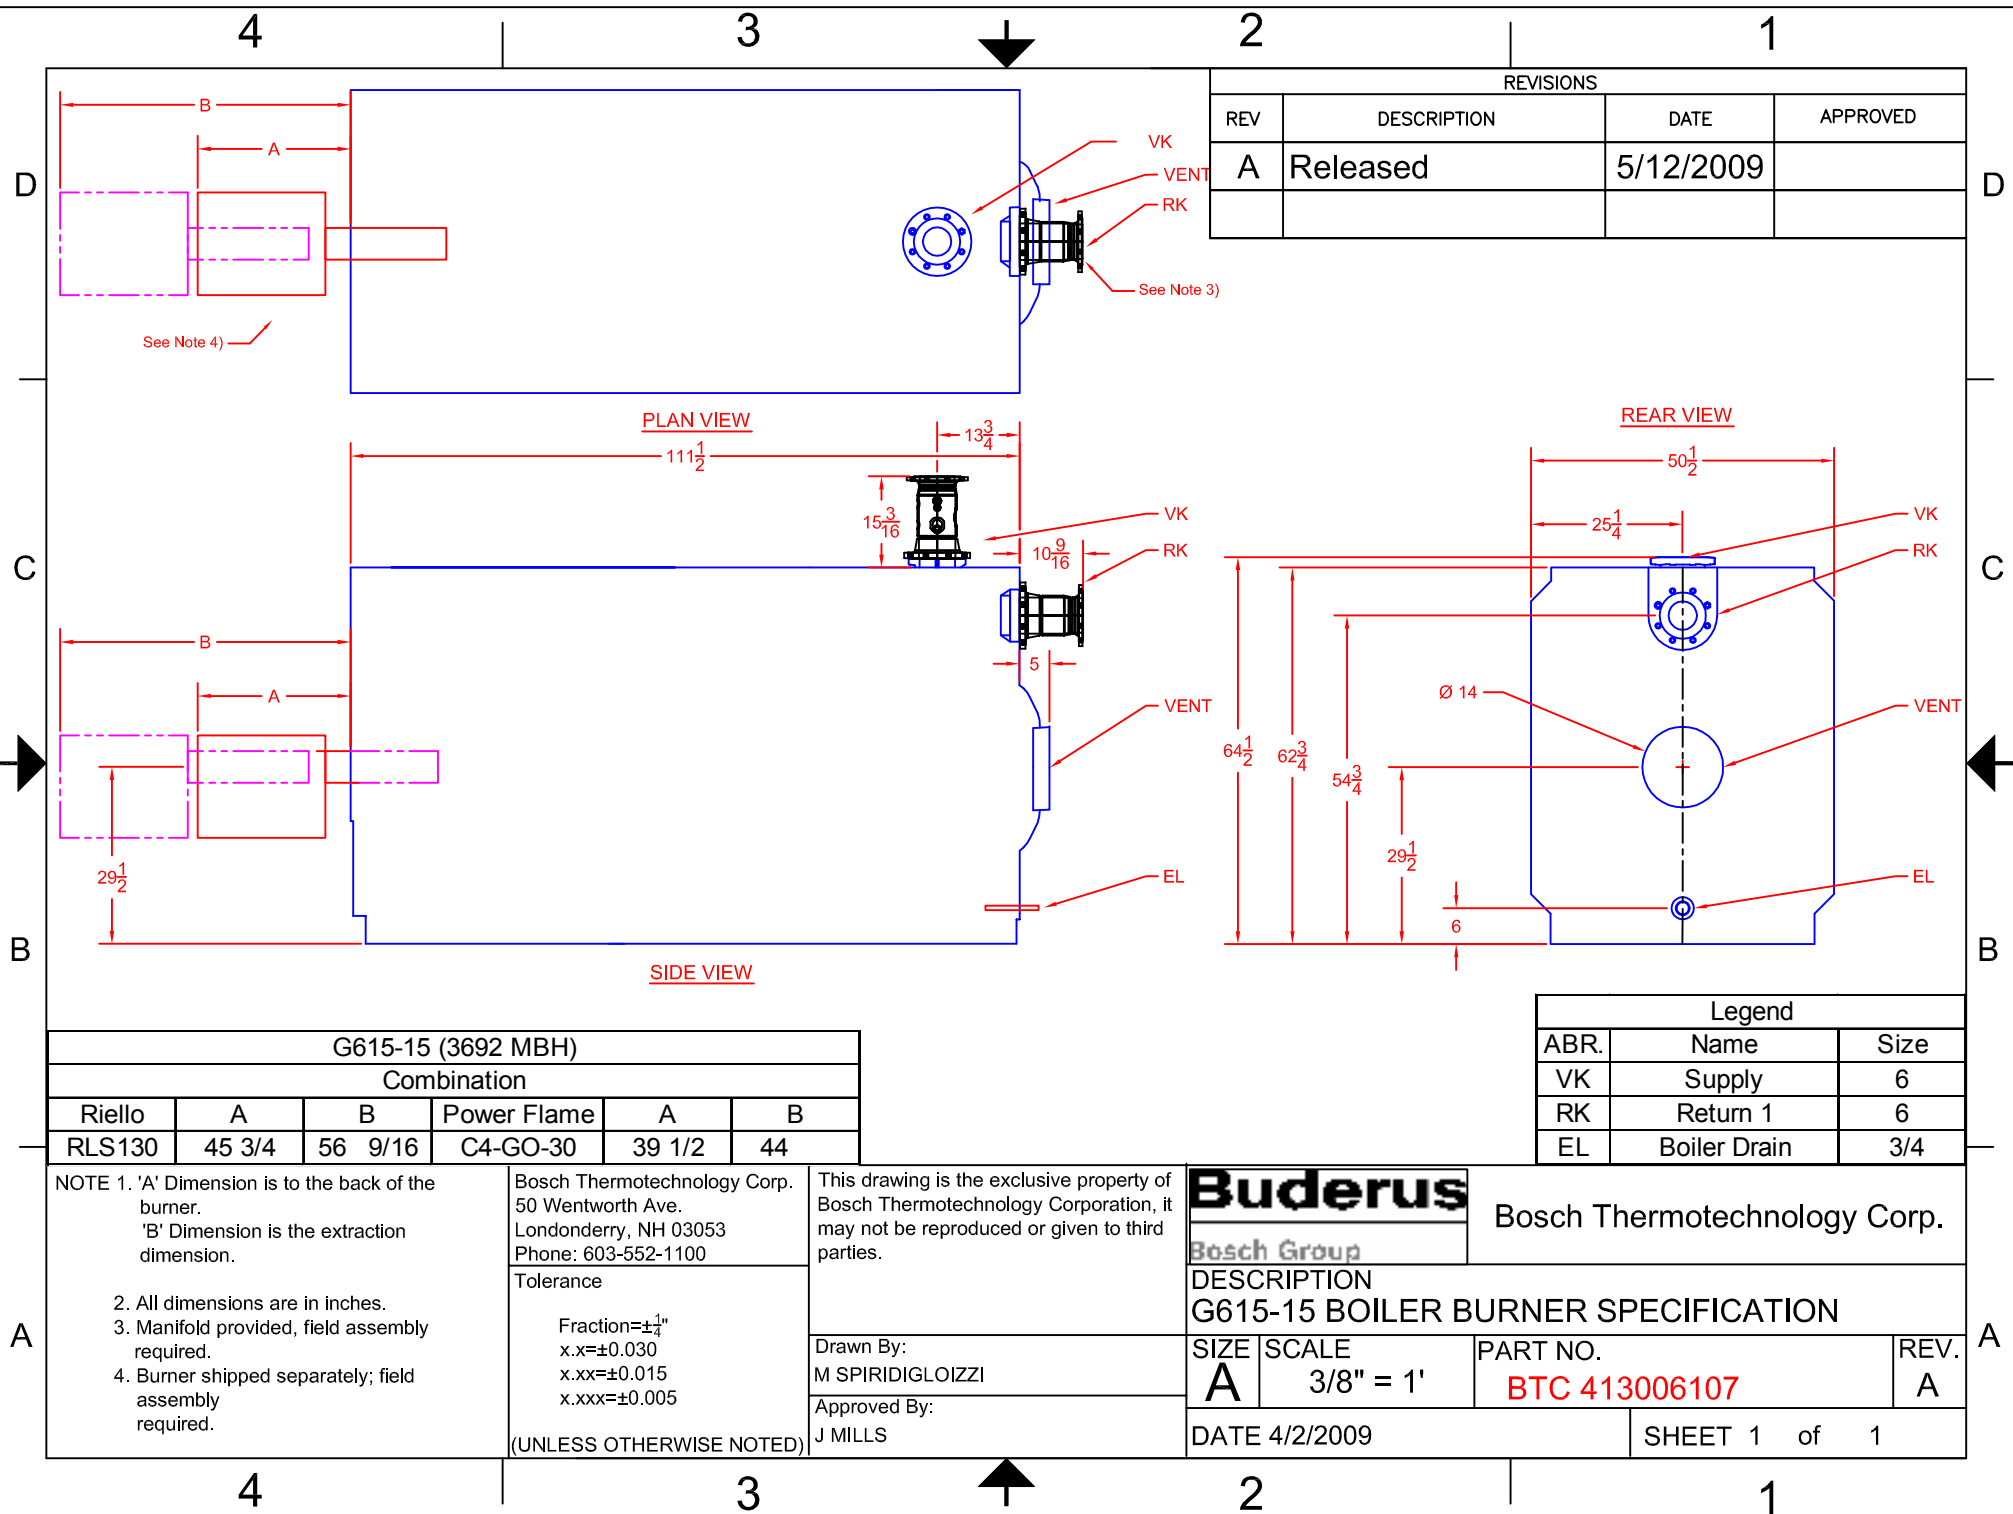 4 3 2 1
D
C
B
A
D
C
B
A
4 3 2 1
REVISIONS
REV DESCRIPTION DATE APPROVED
A Released 5/12/2009
B
A
VK
VENT
RK
See Note 3)
See Note 4)
PLAN VIEW
111 1/2
13 3/4
15 3/16
VK
10 9/16
RK
B
A
5
VENT
29 1/2
EL
SIDE VIEW
REAR VIEW
50 1/2
25 1/4
VK
RK
Ø 14
VENT
64 1/2
62 3/4
54 3/4
29 1/2
6
EL
G615-15 (3692 MBH)
Combination
Riello A B Power Flame A B
RLS130 45 3/4 56 9/16 C4-GO-30 39 1/2 44
Legend
ABR. Name Size
VK Supply 6
RK Return 1 6
EL Boiler Drain 3/4
NOTE 1. 'A' Dimension is to the back of the
burner.
'B' Dimension is the extraction
dimension.
2. All dimensions are in inches.
3. Manifold provided, field assembly
required.
4. Burner shipped separately; field
assembly
required.
Bosch Thermotechnology Corp.
50 Wentworth Ave.
Londonderry, NH 03053
Phone: 603-552-1100
Tolerance
Fraction=±1/4"
x.x=±0.030
x.xx=±0.015
x.xxx=±0.005
(UNLESS OTHERWISE NOTED)
This drawing is the exclusive property of
Bosch Thermotechnology Corporation, it
may not be reproduced or given to third
parties.
Drawn By:
M SPIRIDIGLOIZZI
Approved By:
J MILLS
Buderus
Bosch Group
Bosch Thermotechnology Corp.
DESCRIPTION
G615-15 BOILER BURNER SPECIFICATION
SIZE
A
SCALE
3/8" = 1'
PART NO.
BTC 413006107
REV.
A
DATE 4/2/2009
SHEET 1 of 1